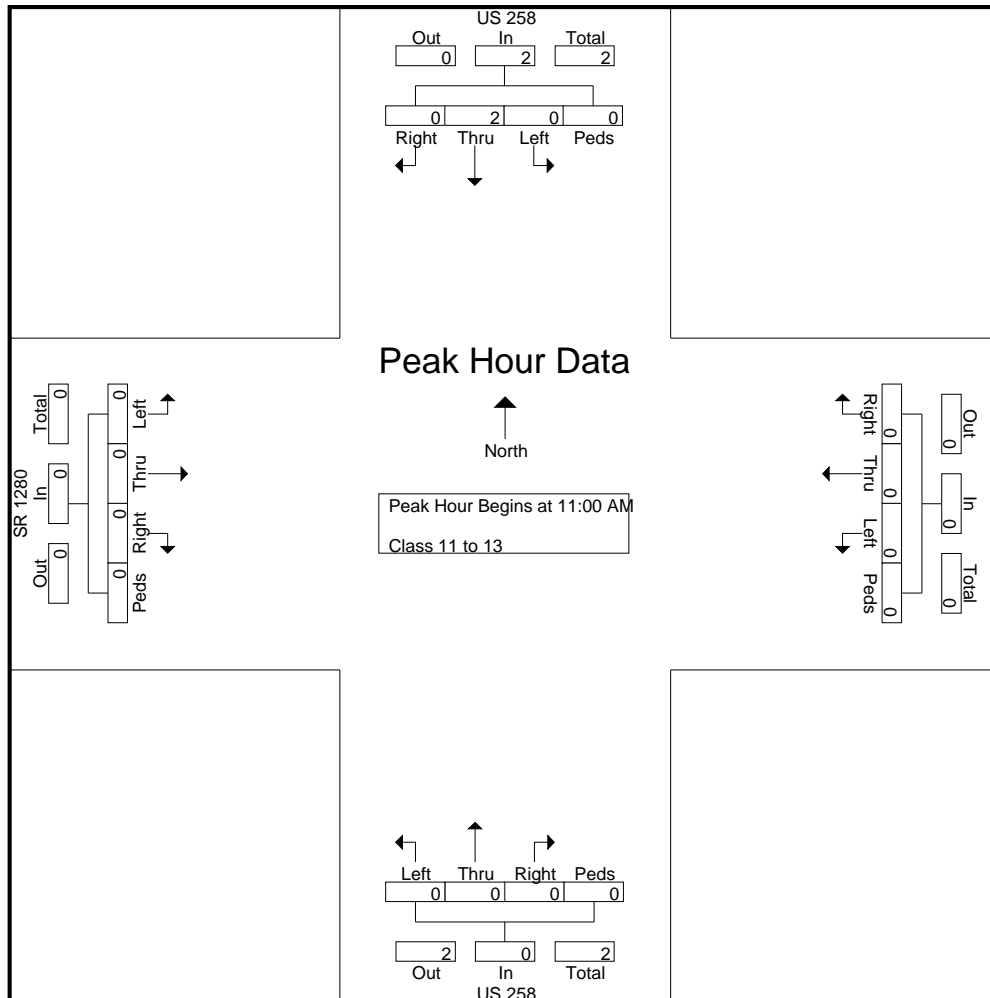 US 258
Out In Total
0 2 2
0 2 0 0
Right Thru Left Peds
Peak Hour Data
North
Peak Hour Begins at 11:00 AM
Class 11 to 13
SR 1280
Total In Out
0 0 0
0 0 0 0
Left Thru Right Peds
Right Thru Left Peds
0 0 0 0
Out In Total
0 0 0
Left Thru Right Peds
0 0 0 0
2 0 2
Out In Total
US 258